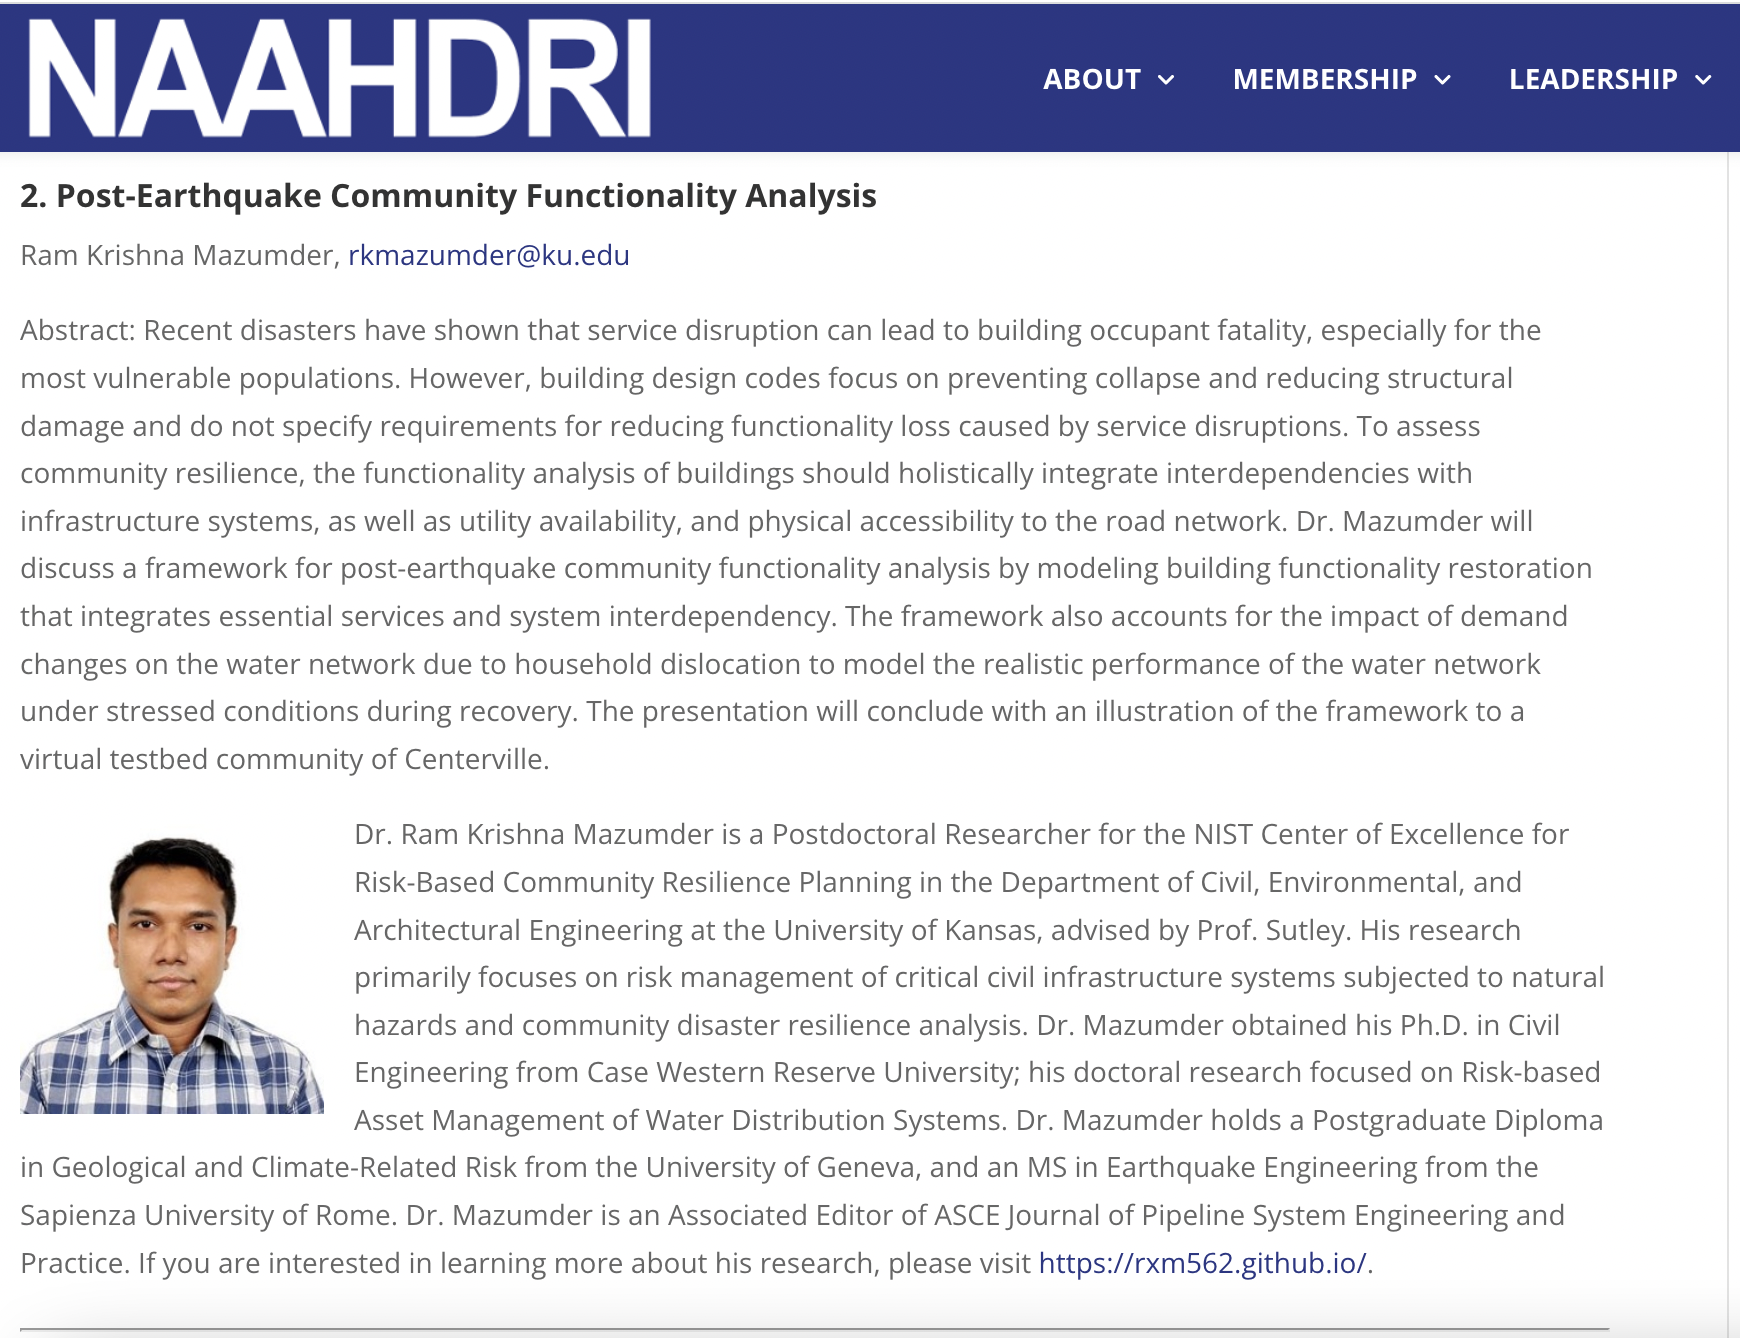 NAAHDRI
ABOUT
MEMBERSHIP
LEADERSHIP
2. Post-Earthquake Community Functionality Analysis
Ram Krishna Mazumder, rkmazumder@ku.edu
Abstract: Recent disasters have shown that service disruption can lead to building occupant fatality, especially for the
most vulnerable populations. However, building design codes focus on preventing collapse and reducing structural
damage and do not specify requirements for reducing functionality loss caused by service disruptions. To assess
community resilience, the functionality analysis of buildings should holistically integrate interdependencies with
infrastructure systems, as well as utility availability, and physical accessibility to the road network. Dr. Mazumder will
discuss a framework for post-earthquake community functionality analysis by modeling building functionality restoration
that integrates essential services and system interdependency. The framework also accounts for the impact of demand
changes on the water network due to household dislocation to model the realistic performance of the water network
under stressed conditions during recovery. The presentation will conclude with an illustration of the framework to a
virtual testbed community of Centerville.
Dr. Ram Krishna Mazumder is a Postdoctoral Researcher for the NIST Center of Excellence for
Risk-Based Community Resilience Planning in the Department of Civil, Environmental, and
Architectural Engineering at the University of Kansas, advised by Prof. Sutley. His research
primarily focuses on risk management of critical civil infrastructure systems subjected to natural
hazards and community disaster resilience analysis. Dr. Mazumder obtained his Ph.D. in Civil
Engineering from Case Western Reserve University; his doctoral research focused on Risk-based
Asset Management of Water Distribution Systems. Dr. Mazumder holds a Postgraduate Diploma
in Geological and Climate-Related Risk from the University of Geneva, and an MS in Earthquake Engineering from the
Sapienza University of Rome. Dr. Mazumder is an Associated Editor of ASCE Journal of Pipeline System Engineering and
Practice. If you are interested in learning more about his research, please visit https://rxm562.github.io/.